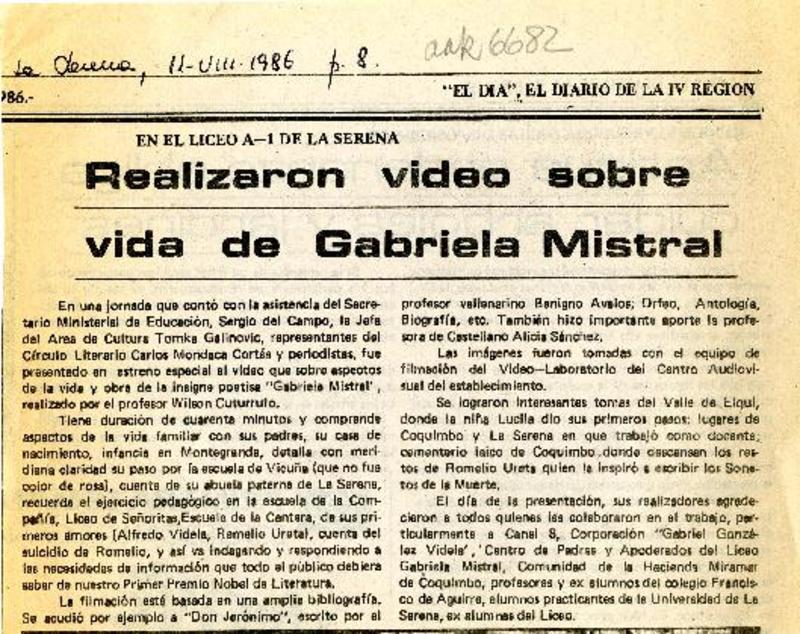 La Serena, 11-VIII-1986 p. 8.
aak6682
986.-
"EL DIA", EL DIARIO DE LA IV REGION
EN EL LICEO A-1 DE LA SERENA
Realizaron video sobre
vida de Gabriela Mistral
En una jornada que contó con la asistencia del Secre-
tario Ministerial de Educación, Sergio del Campo, la Jefa
del Area de Cultura Tomka Galinovic, representantes del
Círculo Literario Carlos Mondaca Cortés y periodistas, fue
presentado en estreno especial el video que sobre aspectos
de la vida y obra de la insigne poetisa "Gabriela Mistral",
realizado por el profesor Wilson Cuturrufo.
Tiene duración de cuarenta minutos y comprende
aspectos de la vida familiar con sus padres, su casa de
nacimiento, infancia en Montegrande, detalla con meri-
diana claridad su paso por la escuela de Vicuña (que no fue
color de rosa), cuenta de su abuela paterna de La Serena,
recuerda el ejercicio pedagógico en la escuela de la Com-
pañía, Liceo de Señoritas, Escuela de la Cantera, de sus pri-
meros amores (Alfredo Videla, Romelio Ureta), cuenta del
suicidio de Romelio, y así va indagando y respondiendo a
las necesidades de información que todo el público debiera
saber de nuestro Primer Premio Nobel de Literatura.
La filmación está basada en una amplia bibliografía.
Se acudió por ejemplo a "Don Jerónimo", escrito por el
profesor vallenarino Benigno Avalos; Orfeo, Antología,
Biografía, etc. También hizo importante aporte la profe-
sora de Castellano Alicia Sánchez.
Las imágenes fueron tomadas con el equipo de
filmación del Video-Laboratorio del Centro Audiovi-
sual del establecimiento.
Se lograron interesantes tomas del Valle de Elqui,
donde la niña Lucila dio sus primeros pasos; lugares de
Coquimbo y La Serena en que trabajó como docente;
cementerio laico de Coquimbo donde descansan los res-
tos de Romelio Ureta quien la inspiró a escribir los Sone-
tos de la Muerte.
El día de la presentación, sus realizadores agrade-
cieron a todos quienes les colaboraron en el trabajo, par-
ticularmente a Canal 8, Corporación "Gabriel Gonzá-
lez Videla", Centro de Padres y Apoderados del Liceo
Gabriela Mistral, Comunidad de la Hacienda Miramar
de Coquimbo, profesores y ex alumnos del colegio Francis-
co de Aguirre, alumnos practicantes de la Universidad de La
Serena, ex alumnas del Liceo.